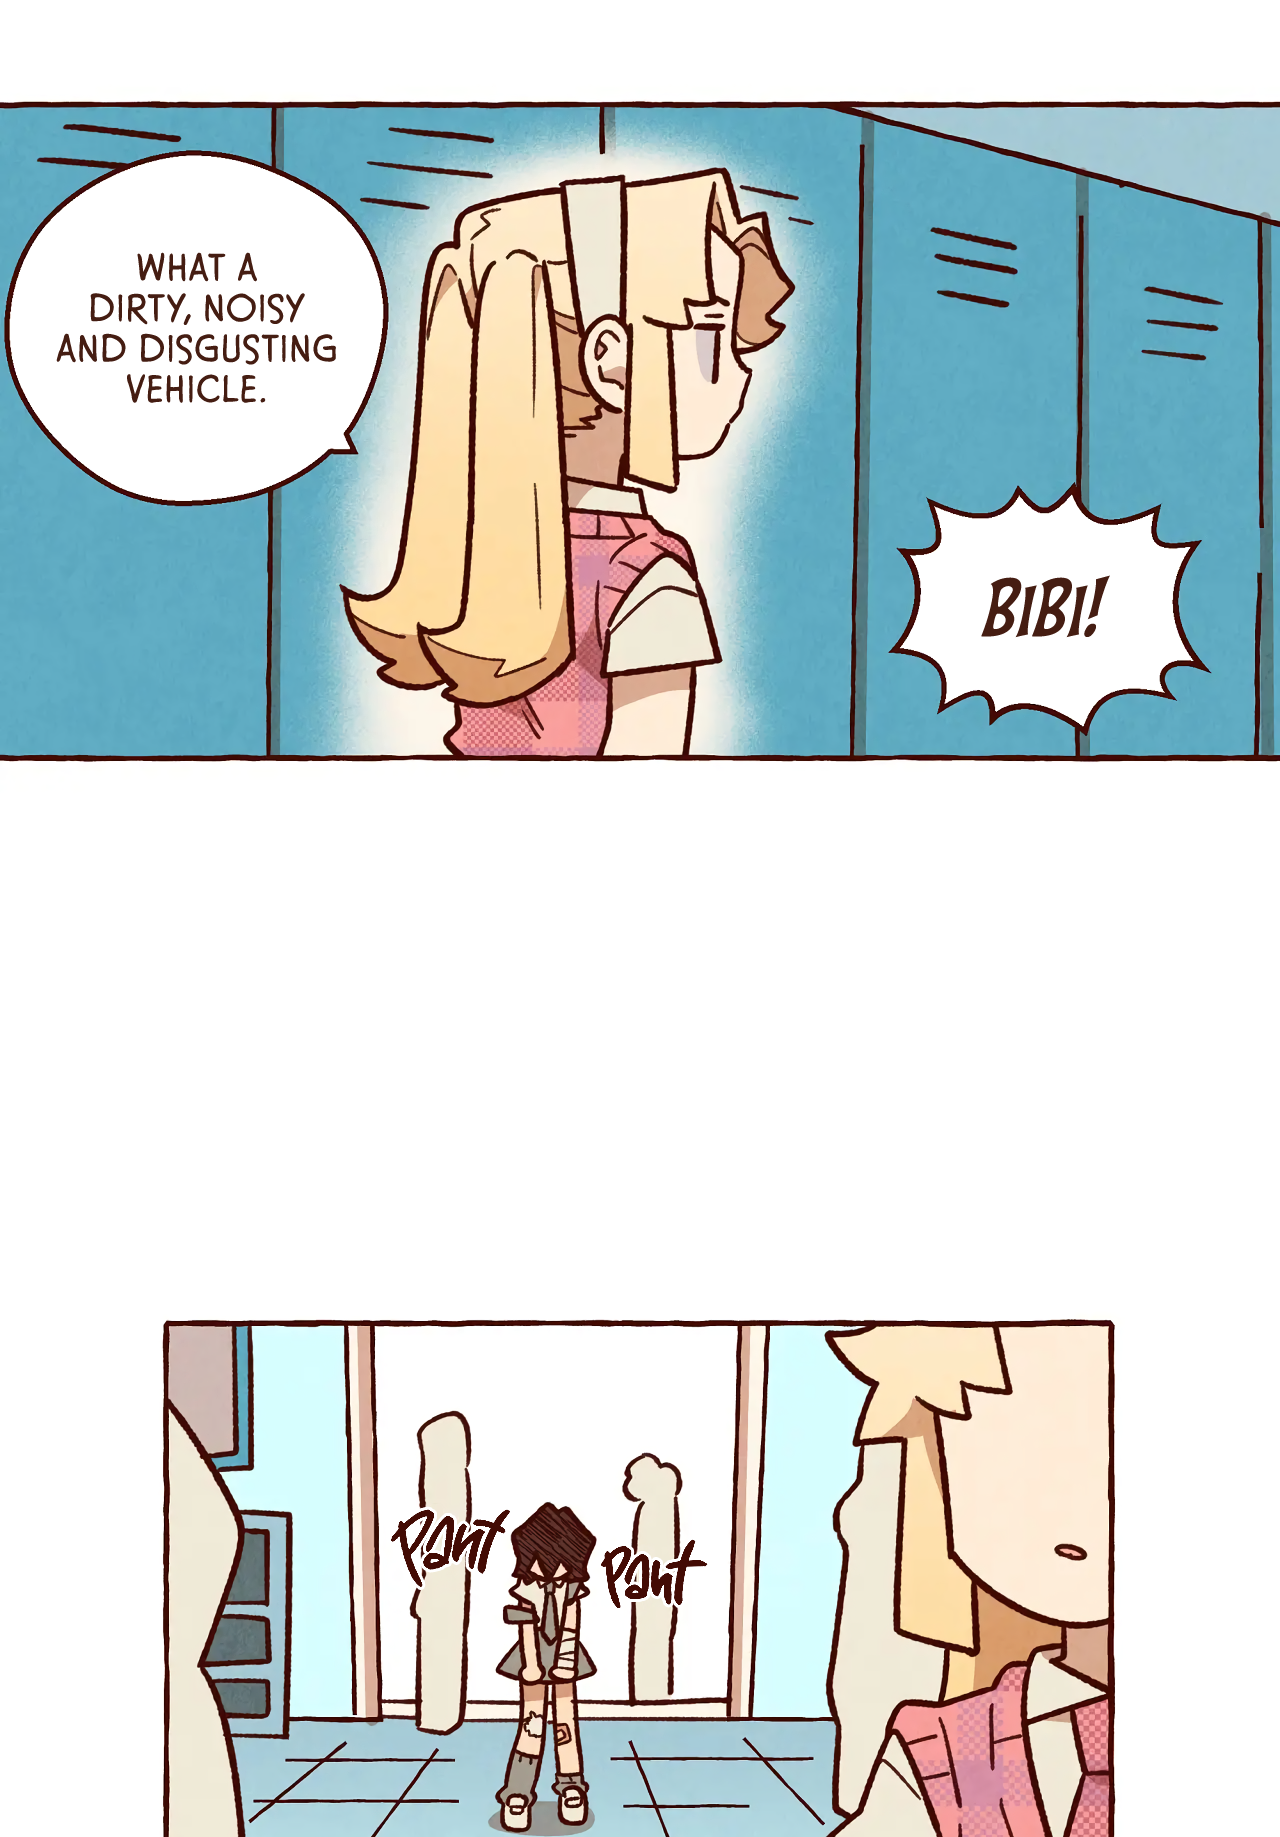 WHAT A
DIRTY, NOISY
AND DISGUSTING
VEHICLE.
BIBI!
Pant
Pant